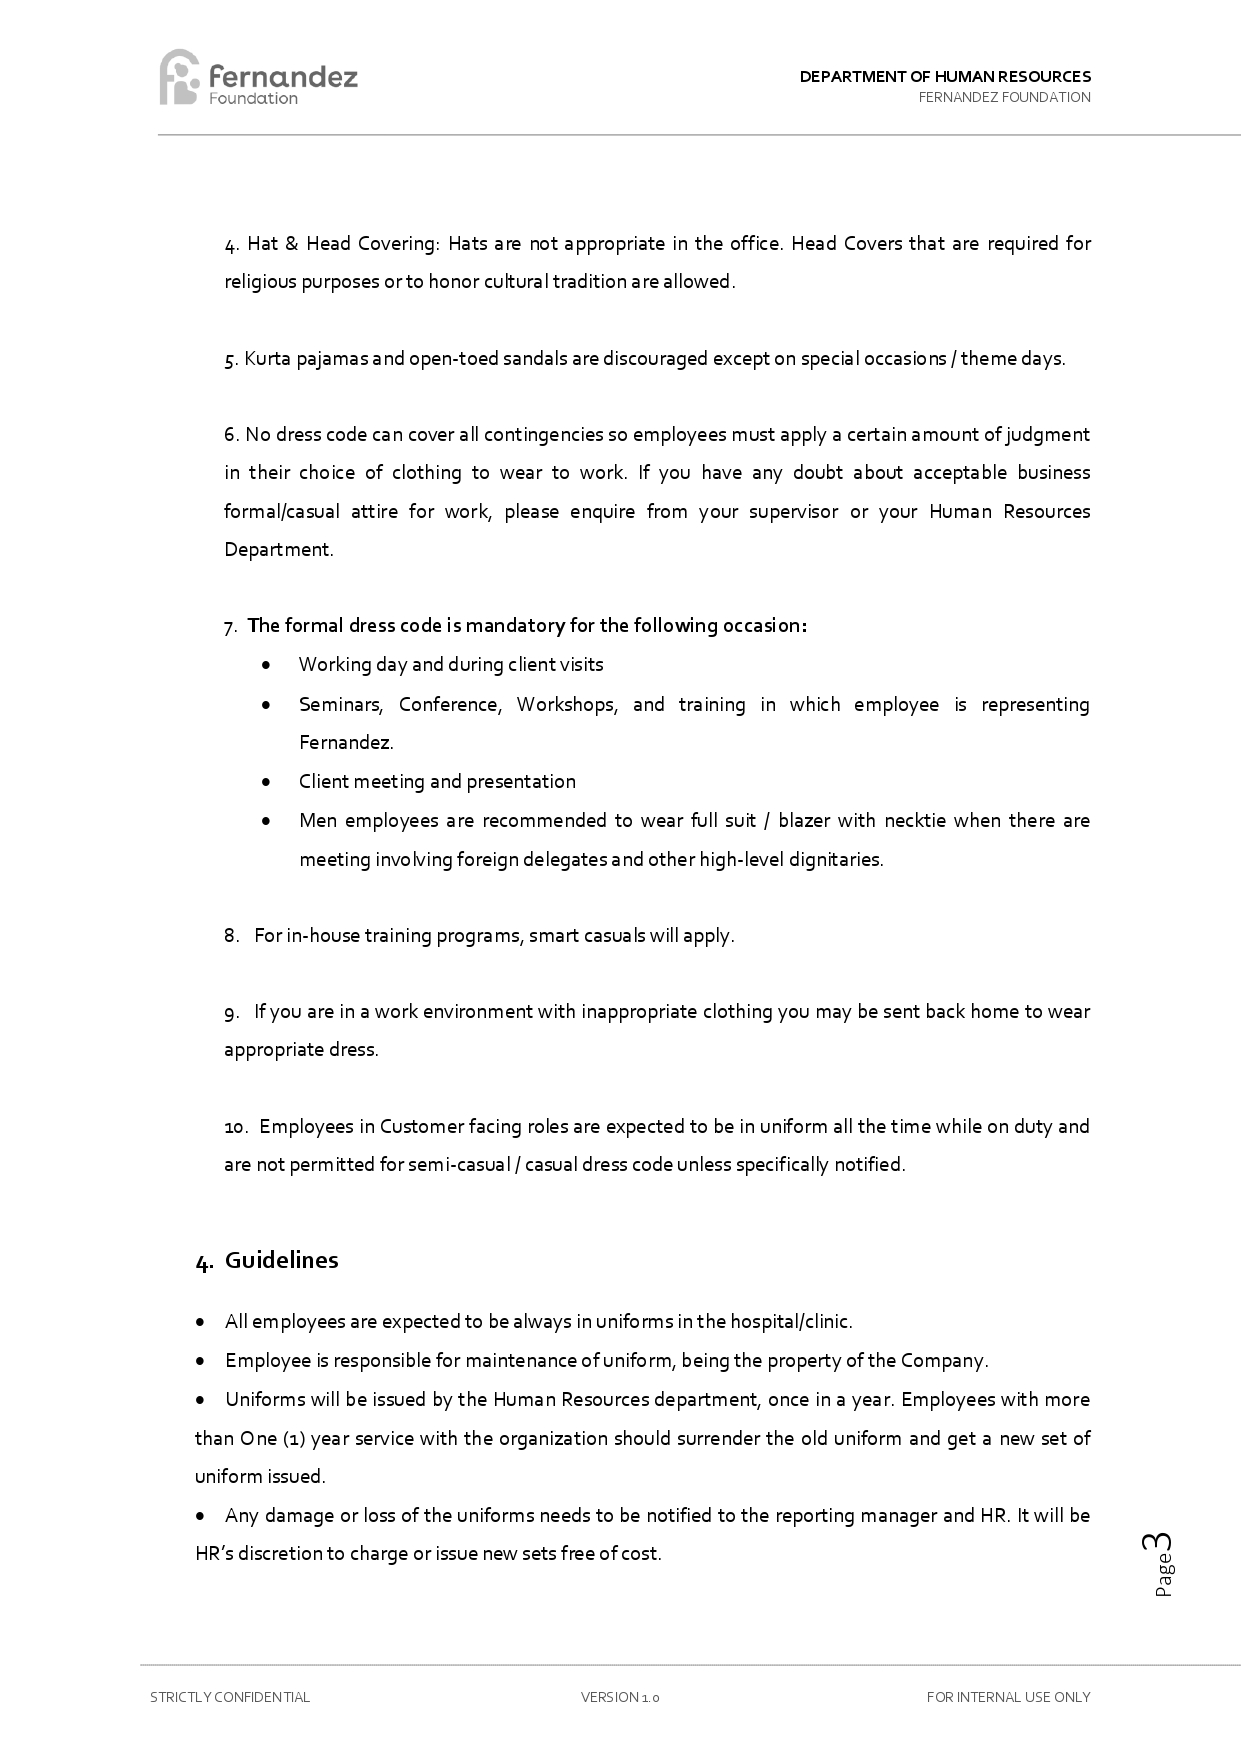 fernandez
Foundation
DEPARTMENT OF HUMAN RESOURCES
FERNANDEZ FOUNDATION
4. Hat & Head Covering: Hats are not appropriate in the office. Head Covers that are required for
religious purposes or to honor cultural tradition are allowed.
5. Kurta pajamas and open-toed sandals are discouraged except on special occasions / theme days.
6. No dress code can cover all contingencies so employees must apply a certain amount of judgment
in their choice of clothing to wear to work. If you have any doubt about acceptable business
formal/casual attire for work, please enquire from your supervisor or your Human Resources
Department.
7. The formal dress code is mandatory for the following occasion:
• Working day and during client visits
• Seminars, Conference, Workshops, and training in which employee is representing
Fernandez.
• Client meeting and presentation
• Men employees are recommended to wear full suit / blazer with necktie when there are
meeting involving foreign delegates and other high-level dignitaries.
8. For in-house training programs, smart casuals will apply.
9. If you are in a work environment with inappropriate clothing you may be sent back home to wear
appropriate dress.
10. Employees in Customer facing roles are expected to be in uniform all the time while on duty and
are not permitted for semi-casual / casual dress code unless specifically notified.
4. Guidelines
• All employees are expected to be always in uniforms in the hospital/clinic.
• Employee is responsible for maintenance of uniform, being the property of the Company.
• Uniforms will be issued by the Human Resources department, once in a year. Employees with more
than One (1) year service with the organization should surrender the old uniform and get a new set of
uniform issued.
• Any damage or loss of the uniforms needs to be notified to the reporting manager and HR. It will be
HR’s discretion to charge or issue new sets free of cost.
Page3
STRICTLY CONFIDENTIAL
VERSION 1.0
FOR INTERNAL USE ONLY